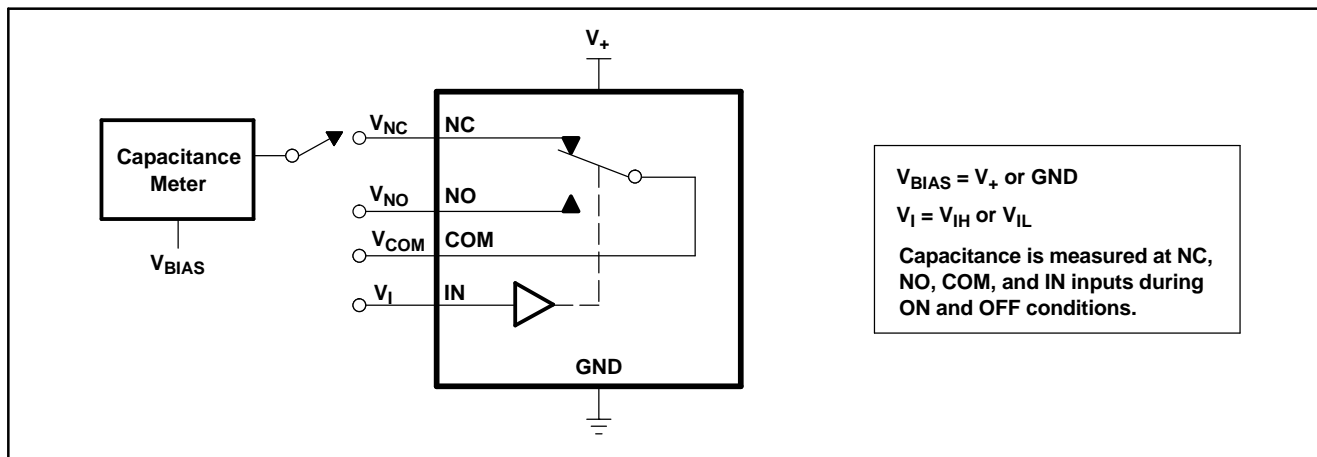 V+
Capacitance
Meter
VBIAS
VNC NC
VNO NO
VCOM COM
VI IN
GND
VBIAS = V+ or GND
VI = VIH or VIL
Capacitance is measured at NC,
NO, COM, and IN inputs during
ON and OFF conditions.